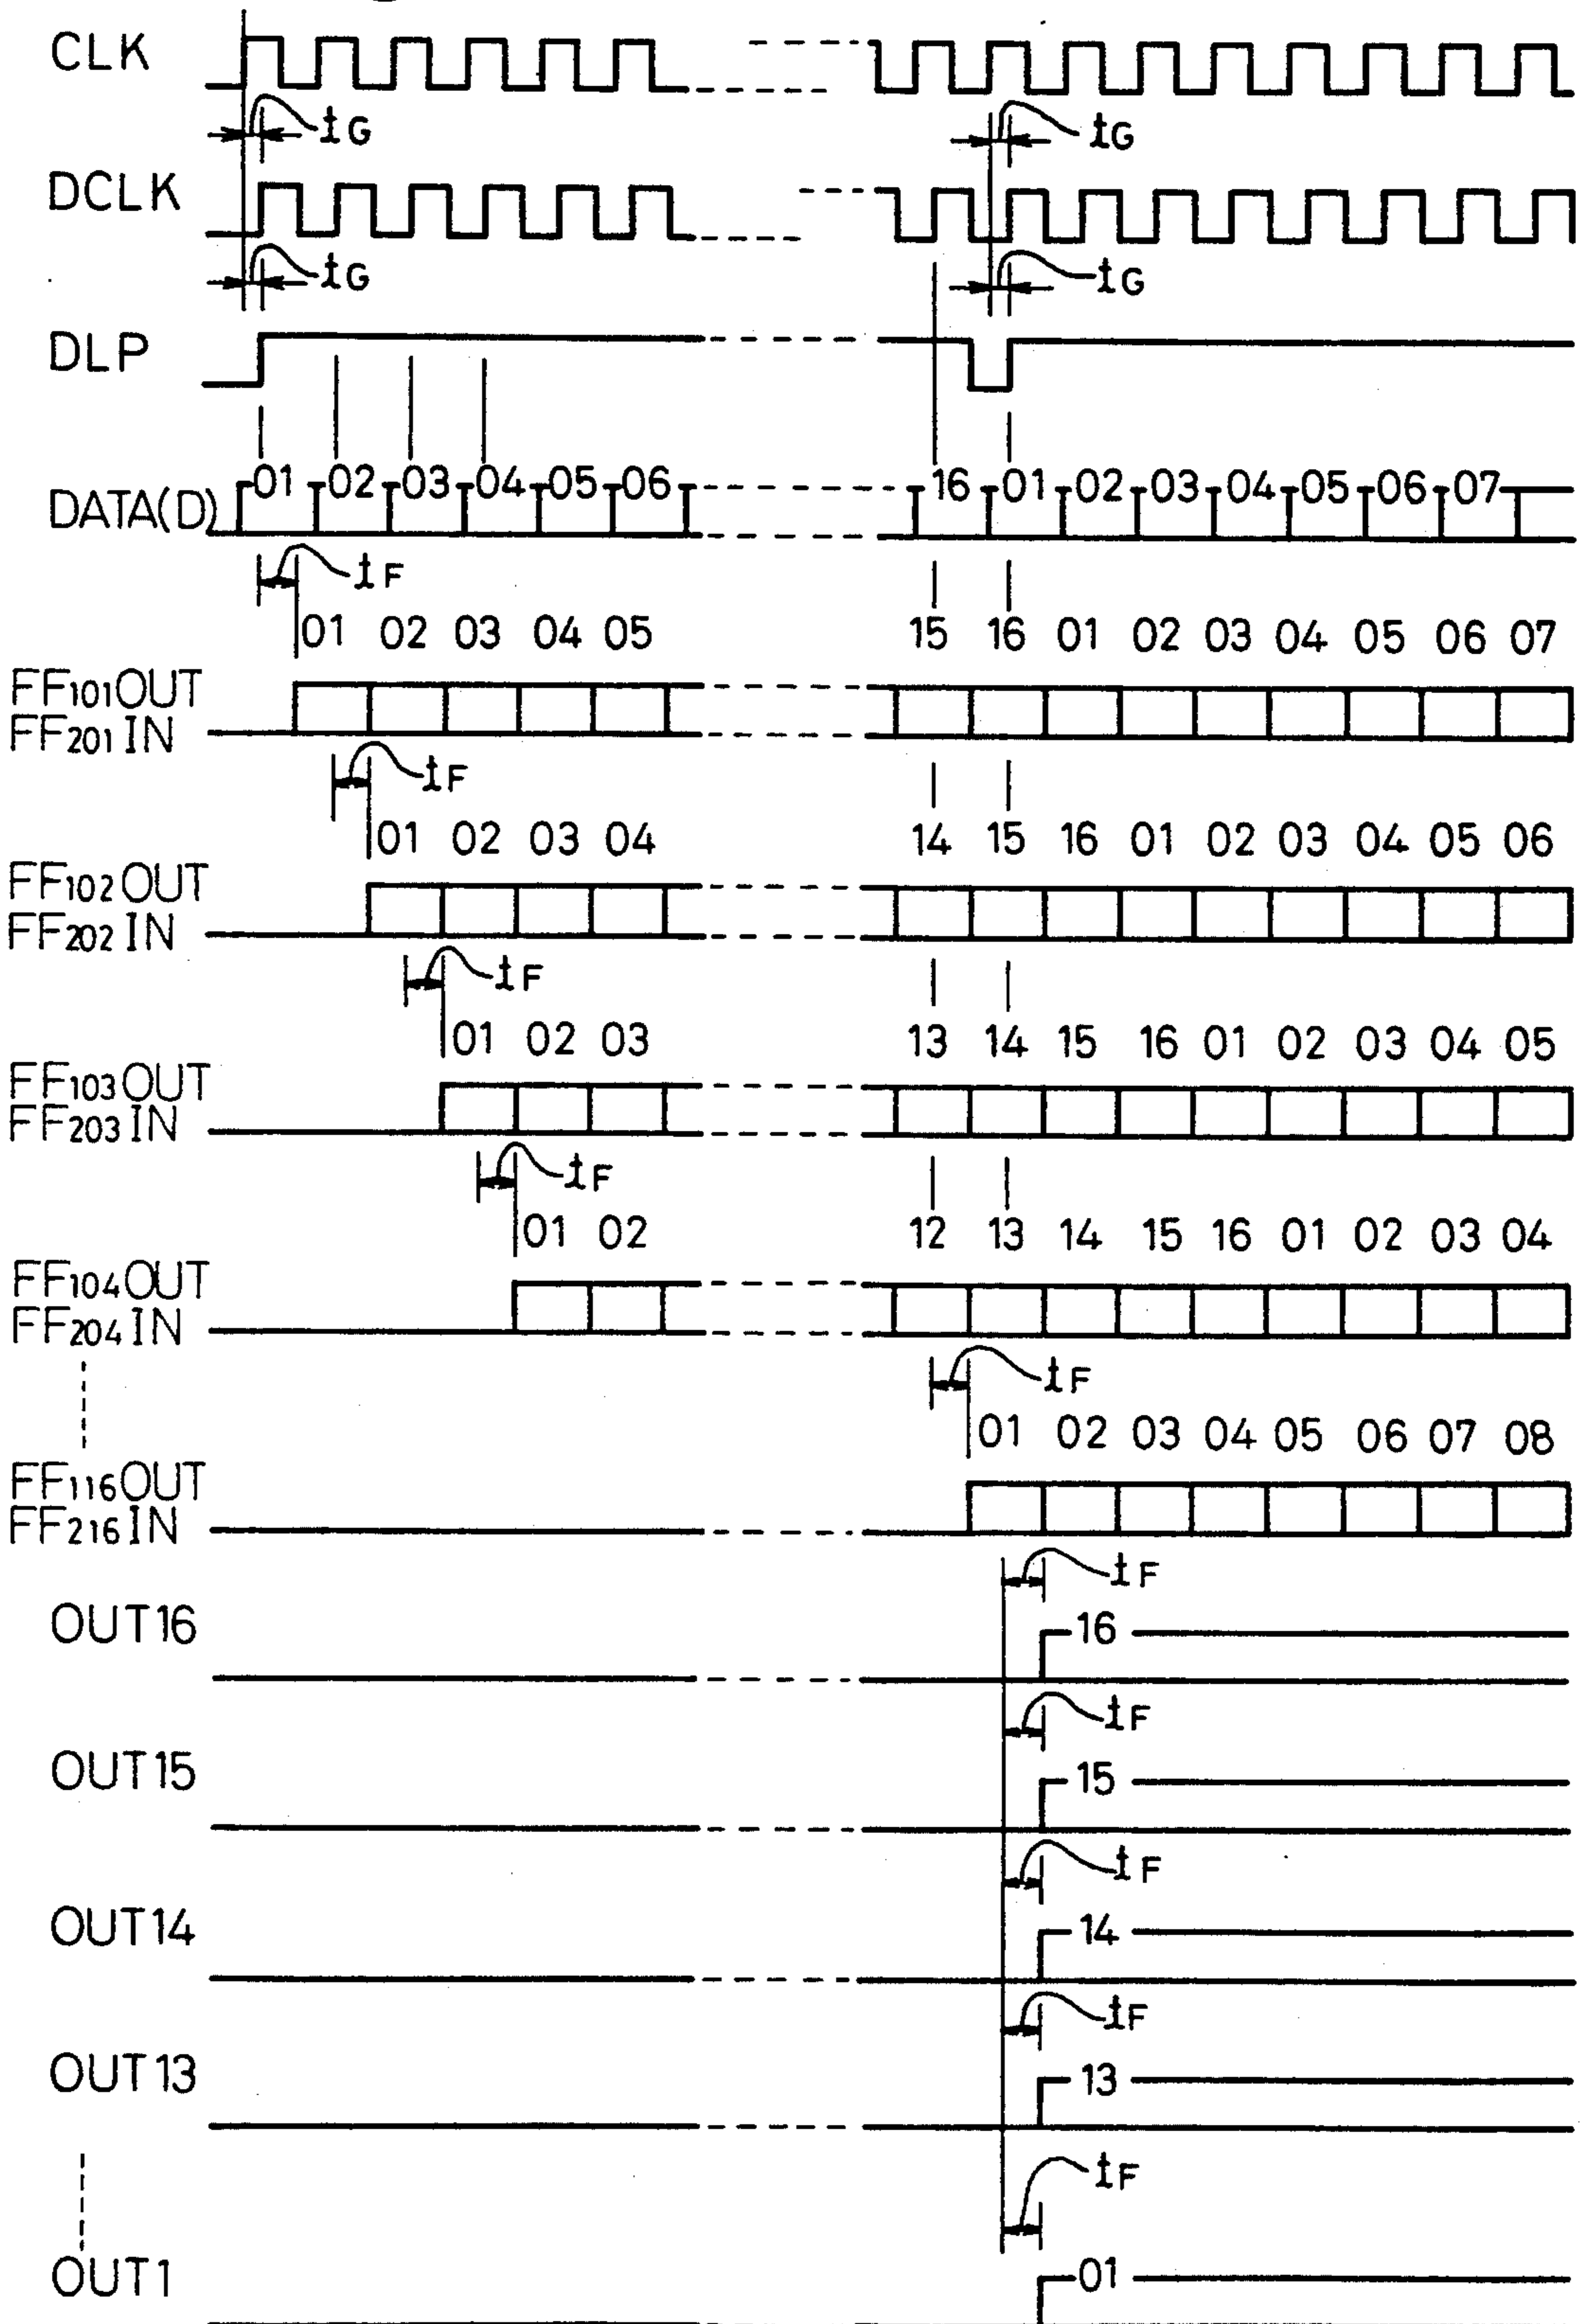 CLK
tG tG
DCLK
tG tG
DLP
DATA(D) 01 02 03 04 05 06 16 01 02 03 04 05 06 07
tF
01 02 03 04 05 15 16 01 02 03 04 05 06 07
FF101OUT
FF201IN
tF
01 02 03 04 14 15 16 01 02 03 04 05 06
FF102OUT
FF202IN
tF
01 02 03 13 14 15 16 01 02 03 04 05
FF103OUT
FF203IN
tF
01 02 12 13 14 15 16 01 02 03 04
FF104OUT
FF204IN
tF
01 02 03 04 05 06 07 08
FF116OUT
FF216IN
tF
OUT16 16
tF
OUT15 15
tF
OUT14 14
tF
OUT13 13
tF
OUT1 01